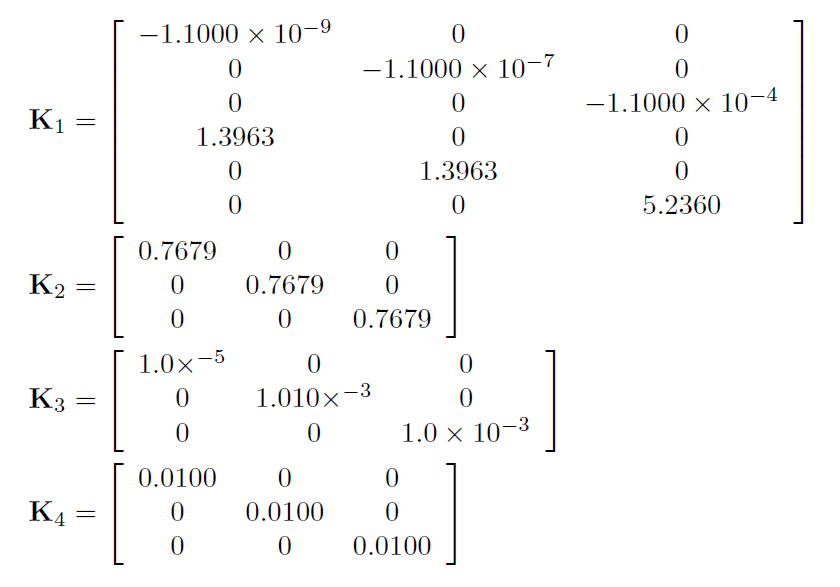 −1.1000 × 10⁻⁹ 0 0
0 −1.1000 × 10⁻⁷ 0
K₁ = 0 0 −1.1000 × 10⁻⁴
1.3963 0 0
0 1.3963 0
0 0 5.2360
0.7679 0 0
K₂ = 0 0.7679 0
0 0 0.7679
1.0×⁻⁵ 0 0
K₃ = 0 1.010×⁻³ 0
0 0 1.0 × 10⁻³
0.0100 0 0
K₄ = 0 0.0100 0
0 0 0.0100